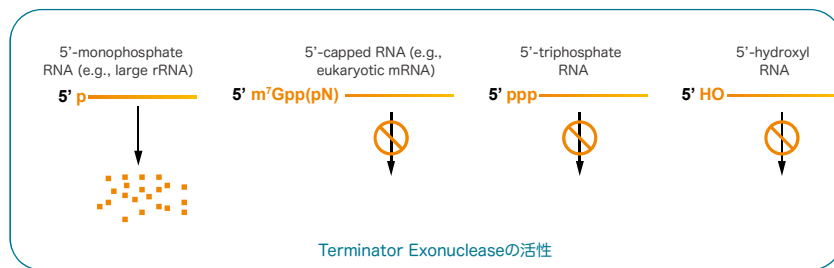 5’-monophosphate
RNA (e.g., large rRNA)
5’ p
5’-capped RNA (e.g.,
eukaryotic mRNA)
5’ m⁷Gpp(pN)
5’-triphosphate
RNA
5’ ppp
5’-hydroxyl
RNA
5’ HO
Terminator Exonucleaseの活性